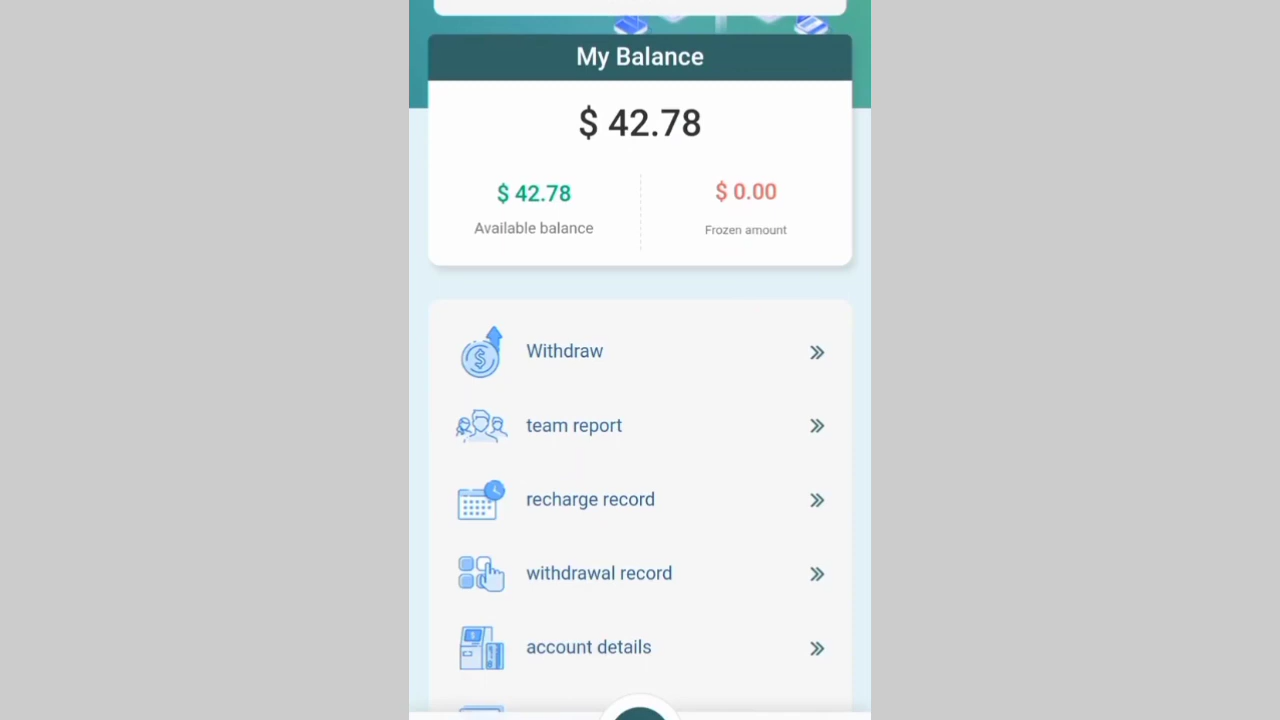 My Balance
$ 42.78
$ 42.78
$ 0.00
Available balance
Frozen amount
Withdraw
team report
recharge record
withdrawal record
account details